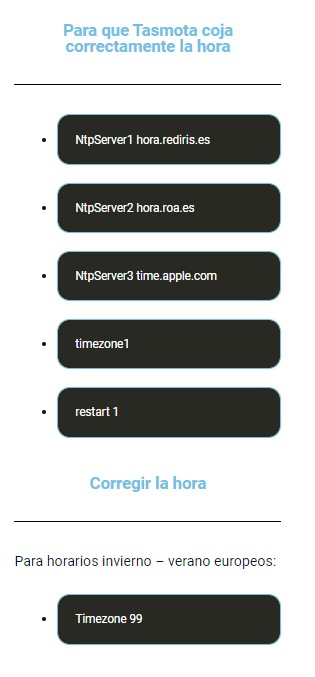 Para que Tasmota coja
correctamente la hora
NtpServer1 hora.rediris.es
NtpServer2 hora.roa.es
NtpServer3 time.apple.com
timezone1
restart 1
Corregir la hora
Para horarios invierno – verano europeos:
Timezone 99